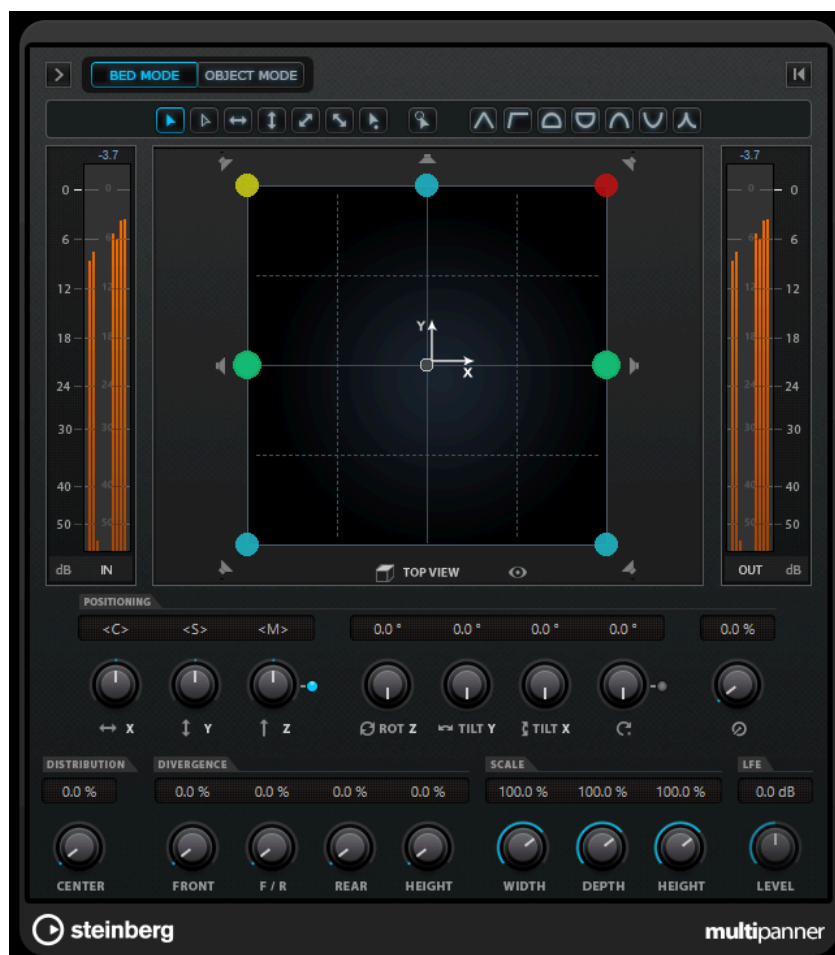 BED MODE OBJECT MODE
-3.7 -3.7
0 0 0 0
6 6 6
12 12 12 12
18 18 18 18
24 24 24 24
30 30 30 30
40 40 40 40
50 50 50 50
Y
X
dB IN TOP VIEW OUT dB
POSITIONING
<C> <S> <M> 0.0 ° 0.0 ° 0.0 ° 0.0 ° 0.0 %
X Y Z ROT Z TILT Y TILT X
DISTRIBUTION DIVERGENCE SCALE LFE
0.0 % 0.0 % 0.0 % 0.0 % 0.0 % 100.0 % 100.0 % 100.0 % 0.0 dB
CENTER FRONT F / R REAR HEIGHT WIDTH DEPTH HEIGHT LEVEL
steinberg multipanner